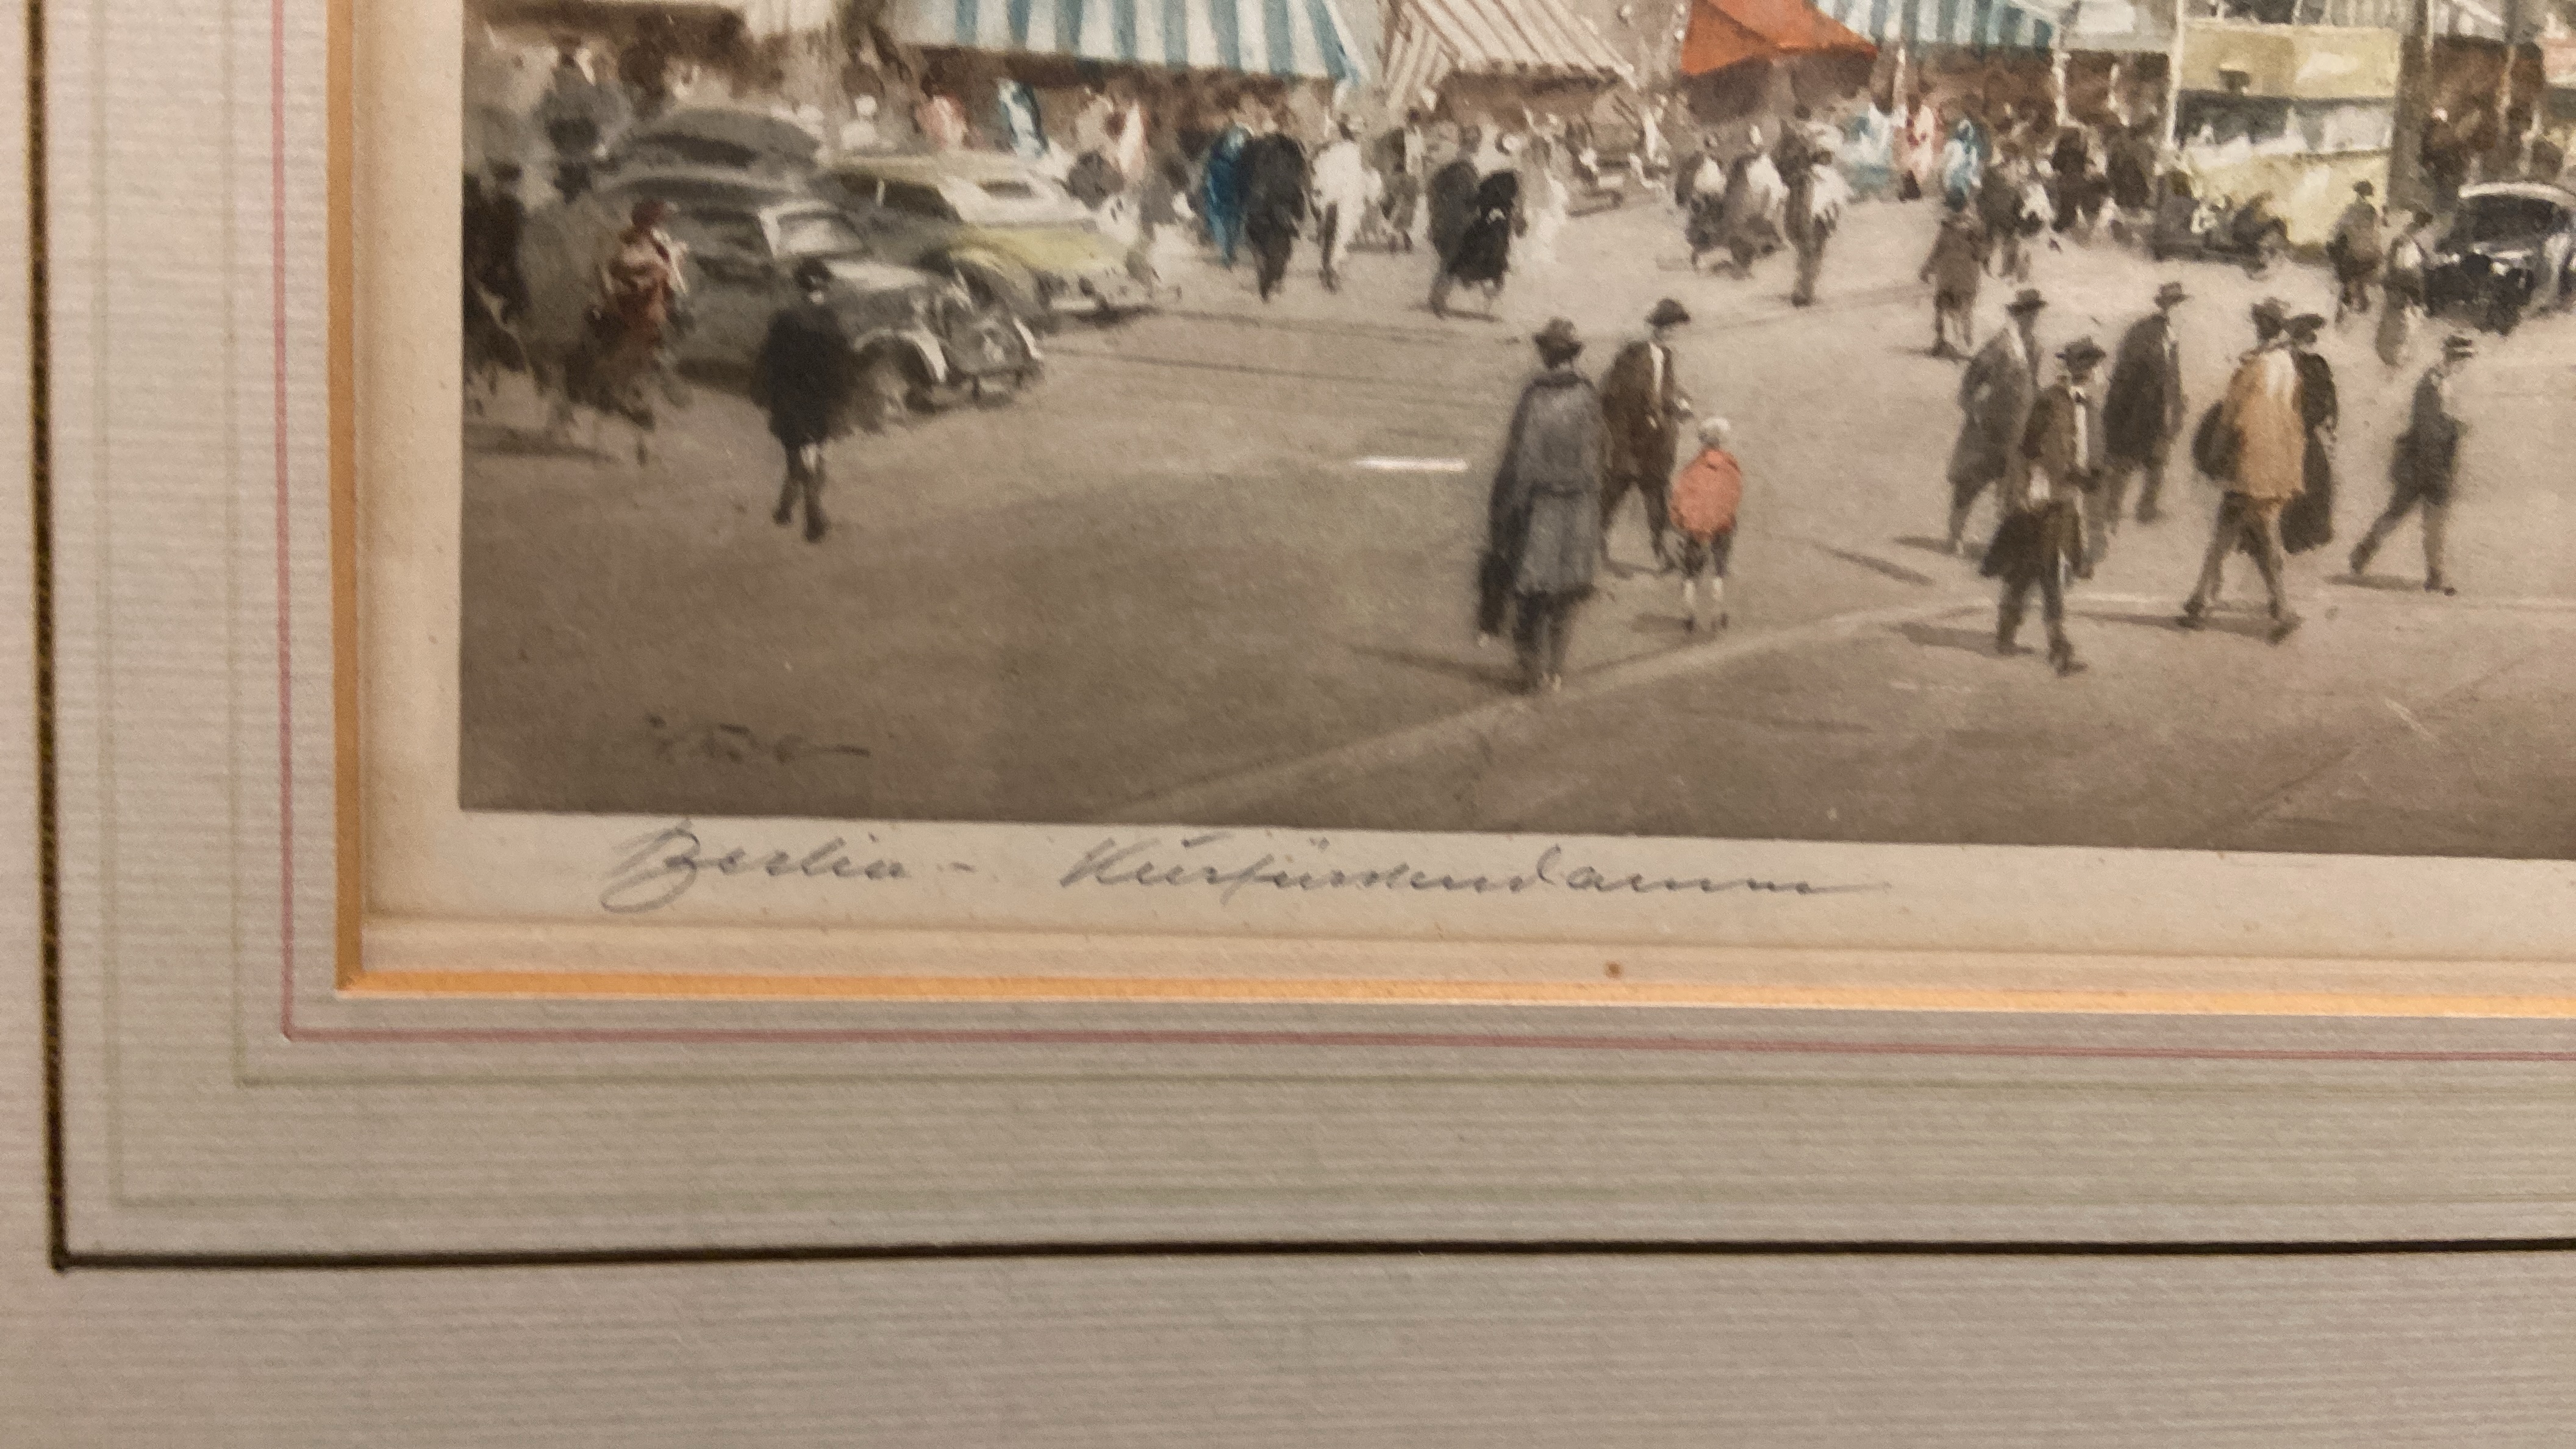 Berlin - Kurfürstendamm